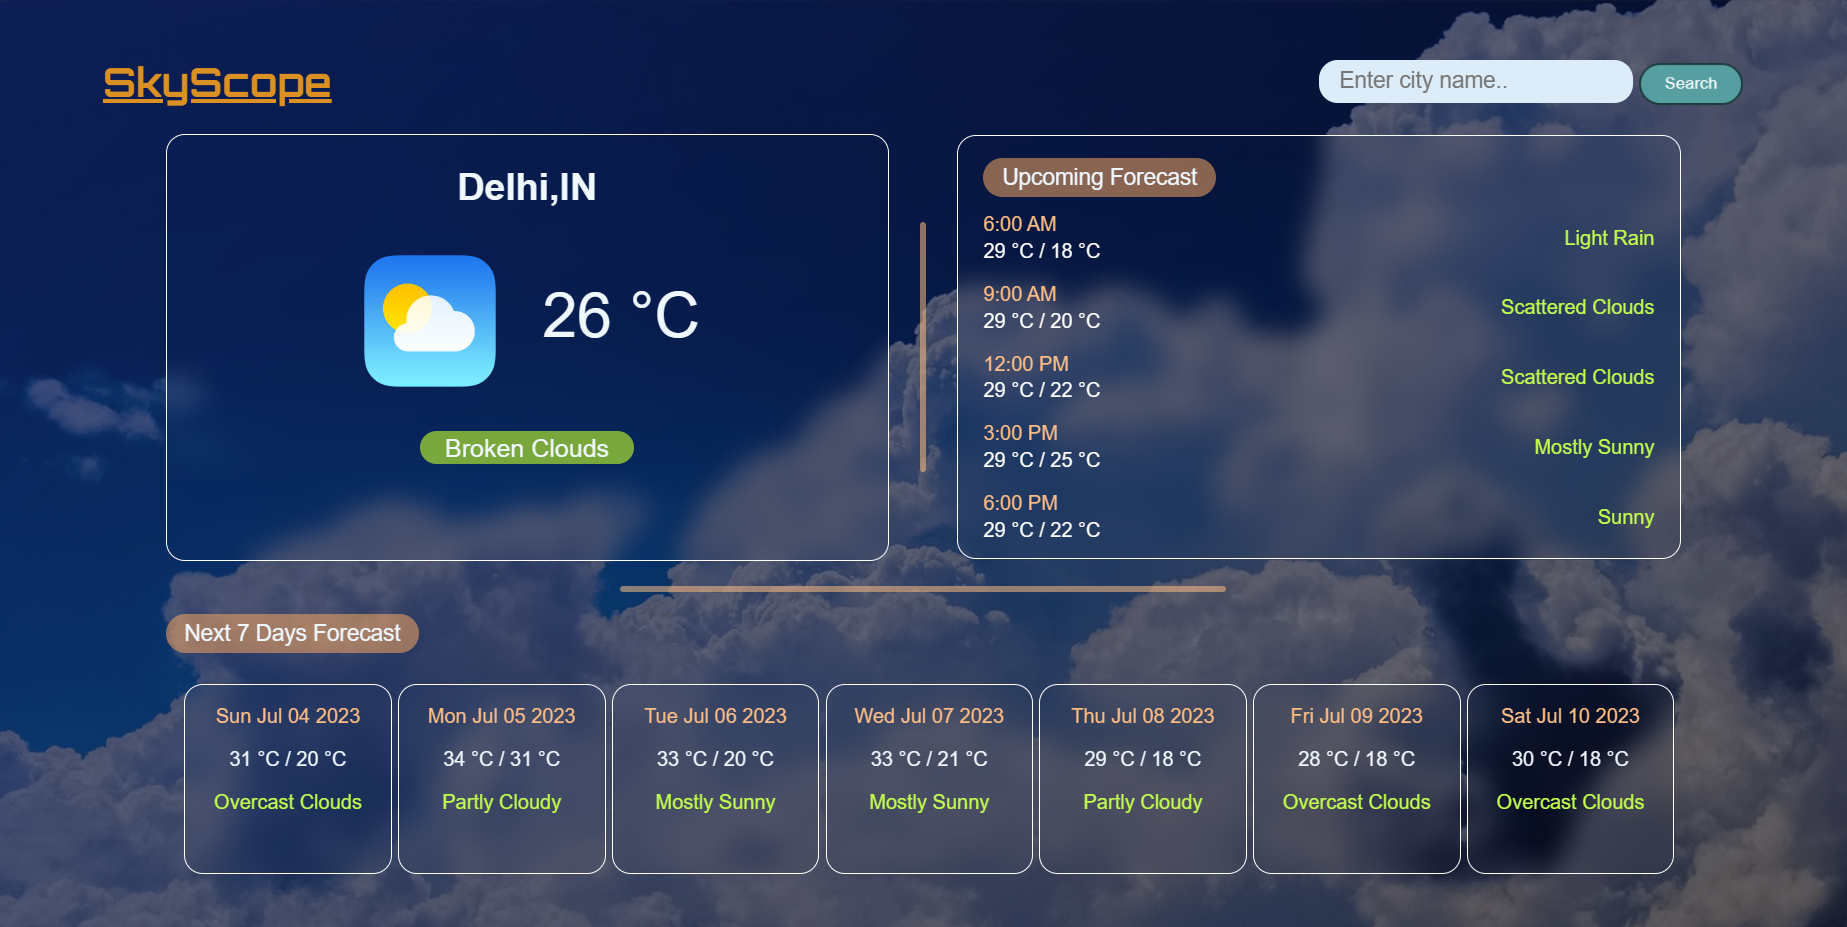 SkyScope
Enter city name..
Search
Delhi,IN
26 °C
Broken Clouds
Upcoming Forecast
6:00 AM
29 °C / 18 °C
Light Rain
9:00 AM
29 °C / 20 °C
Scattered Clouds
12:00 PM
29 °C / 22 °C
Scattered Clouds
3:00 PM
29 °C / 25 °C
Mostly Sunny
6:00 PM
29 °C / 22 °C
Sunny
Next 7 Days Forecast
Sun Jul 04 2023
31 °C / 20 °C
Overcast Clouds
Mon Jul 05 2023
34 °C / 31 °C
Partly Cloudy
Tue Jul 06 2023
33 °C / 20 °C
Mostly Sunny
Wed Jul 07 2023
33 °C / 21 °C
Mostly Sunny
Thu Jul 08 2023
29 °C / 18 °C
Partly Cloudy
Fri Jul 09 2023
28 °C / 18 °C
Overcast Clouds
Sat Jul 10 2023
30 °C / 18 °C
Overcast Clouds